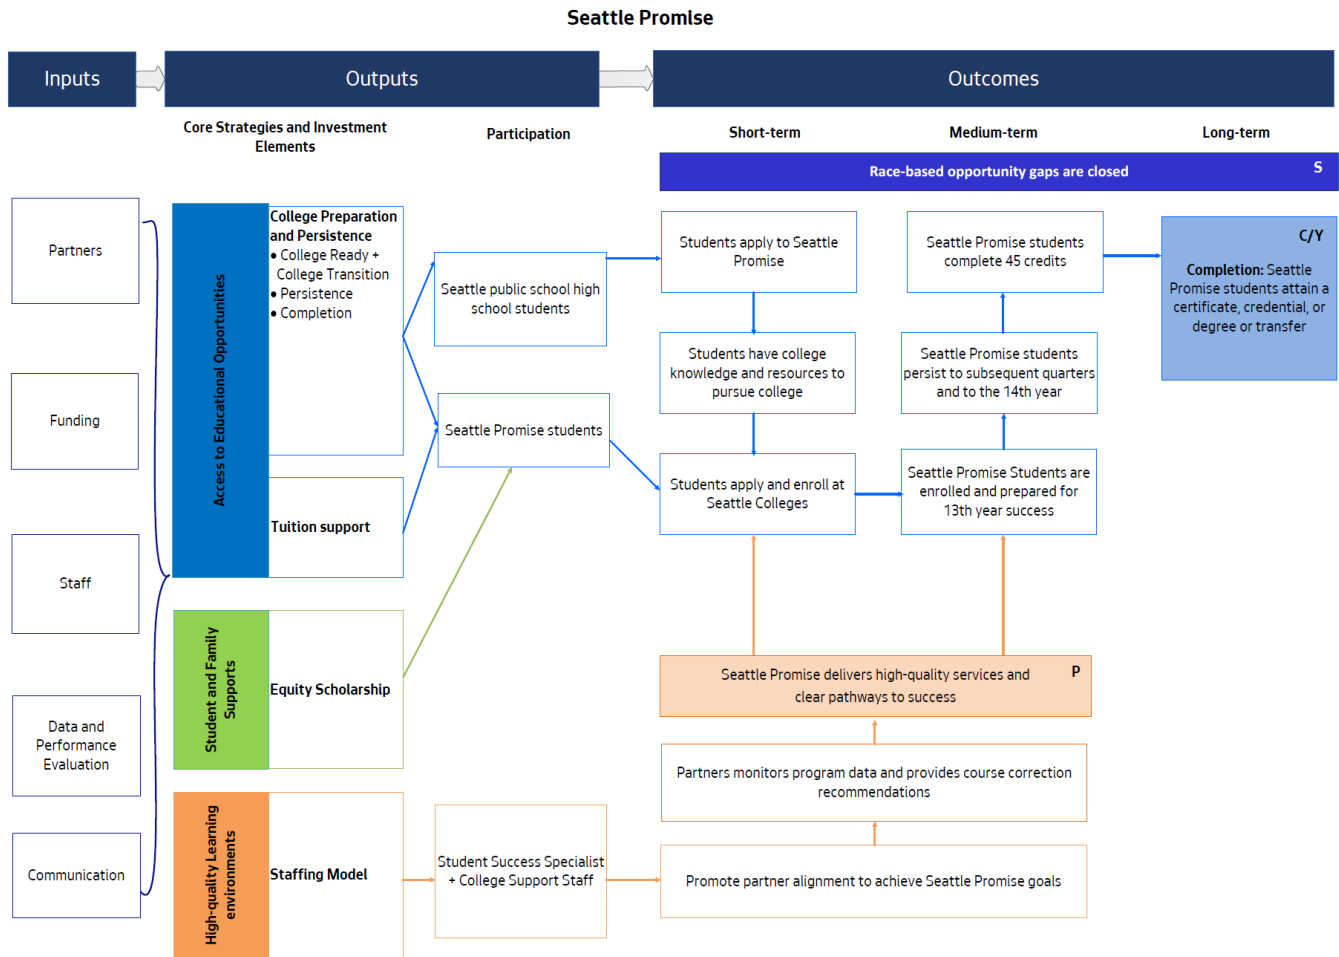 Seattle Promise
Inputs
Outputs
Outcomes
Core Strategies and Investment
Elements
Participation
Short-term
Medium-term
Long-term
Race-based opportunity gaps are closed
S
Partners
Funding
Staff
Data and
Performance
Evaluation
Communication
Access to Educational Opportunities
College Preparation
and Persistence
● College Ready +
College Transition
● Persistence
● Completion
Tuition support
Student and Family
Supports
Equity Scholarship
High-quality Learning
environments
Staffing Model
Seattle public school high
school students
Seattle Promise students
Student Success Specialist
+ College Support Staff
Students apply to Seattle
Promise
Students have college
knowledge and resources to
pursue college
Students apply and enroll at
Seattle Colleges
Seattle Promise students
complete 45 credits
Seattle Promise students
persist to subsequent quarters
and to the 14th year
Seattle Promise Students are
enrolled and prepared for
13th year success
C/Y
Completion: Seattle
Promise students attain a
certificate, credential, or
degree or transfer
Seattle Promise delivers high-quality services and
clear pathways to success
P
Partners monitors program data and provides course correction
recommendations
Promote partner alignment to achieve Seattle Promise goals